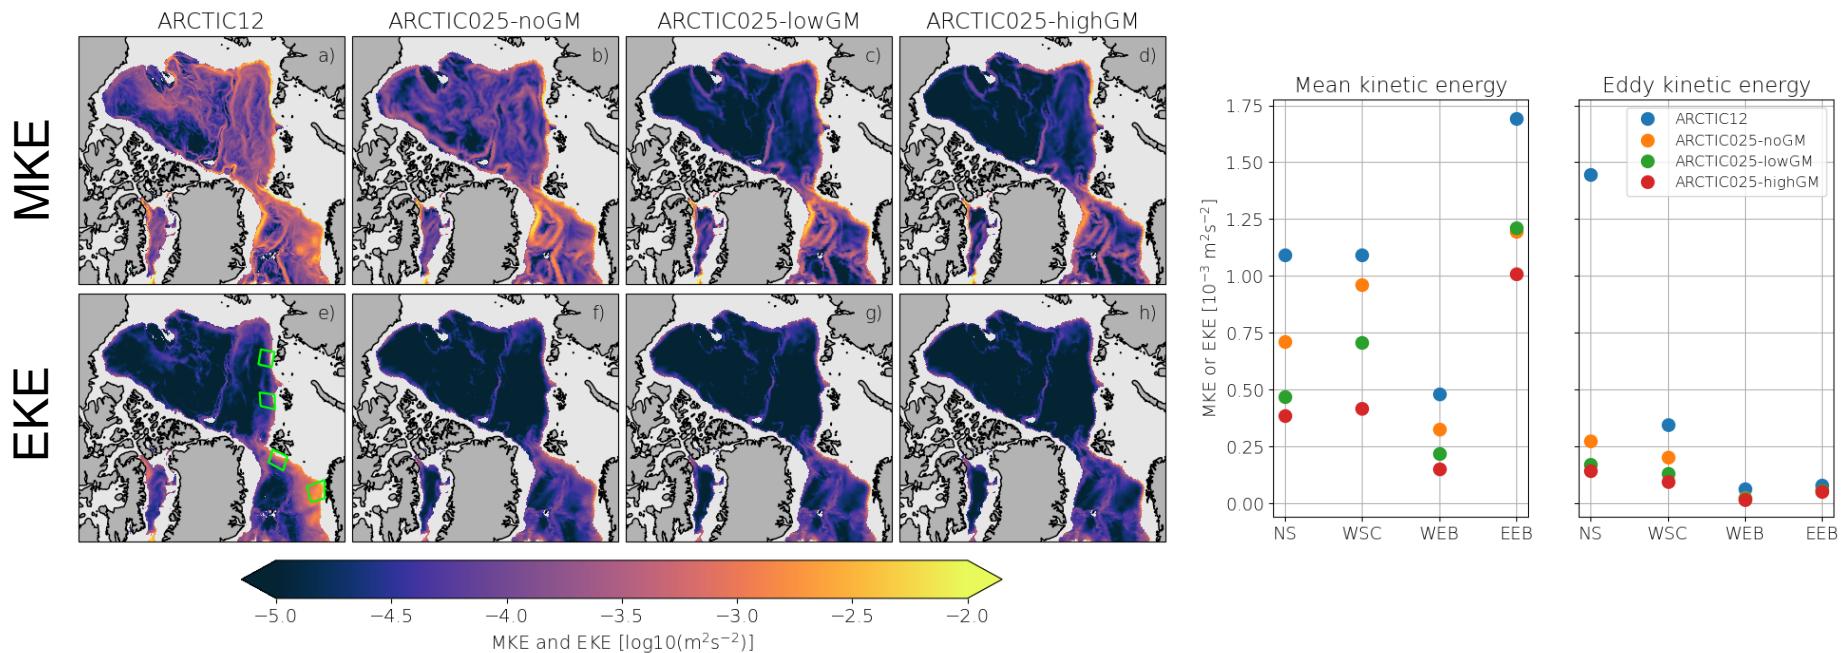 ARCTIC12 ARCTIC025-noGM ARCTIC025-lowGM ARCTIC025-highGM
MKE
a) b) c) d)
EKE
e) f) g) h)
−5.0 −4.5 −4.0 −3.5 −3.0 −2.5 −2.0
MKE and EKE [log10(m²s⁻²)]
Mean kinetic energy
MKE or EKE [10⁻³ m²s⁻²]
1.75
1.50
1.25
1.00
0.75
0.50
0.25
0.00
NS WSC WEB EEB
Eddy kinetic energy
ARCTIC12
ARCTIC025-noGM
ARCTIC025-lowGM
ARCTIC025-highGM
NS WSC WEB EEB